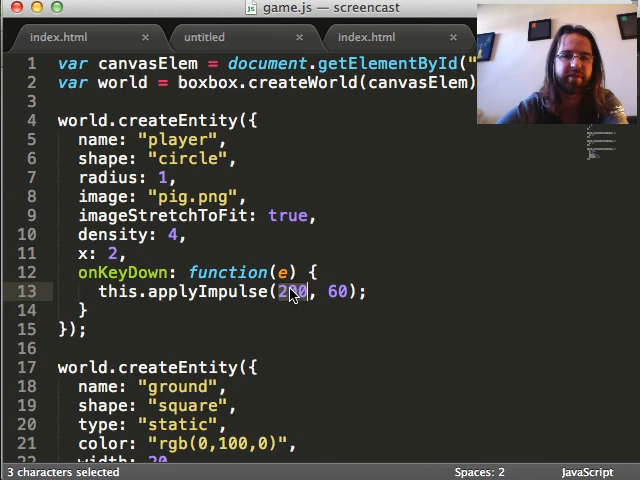 game.js — screencast
index.html × untitled × index.html ×
1 var canvasElem = document.getElementById("
2 var world = boxbox.createWorld(canvasElem)
3
4 world.createEntity({
5 name: "player",
6 shape: "circle",
7 radius: 1,
8 image: "pig.png",
9 imageStretchToFit: true,
10 density: 4,
11 x: 2,
12 onKeyDown: function(e) {
13 this.applyImpulse(200, 60);
14 }
15 });
16
17 world.createEntity({
18 name: "ground",
19 shape: "square",
20 type: "static",
21 color: "rgb(0,100,0)",
22 width: 20
3 characters selected Spaces: 2 JavaScript